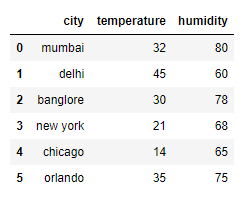 city temperature humidity
0 mumbai 32 80
1 delhi 45 60
2 banglore 30 78
3 new york 21 68
4 chicago 14 65
5 orlando 35 75